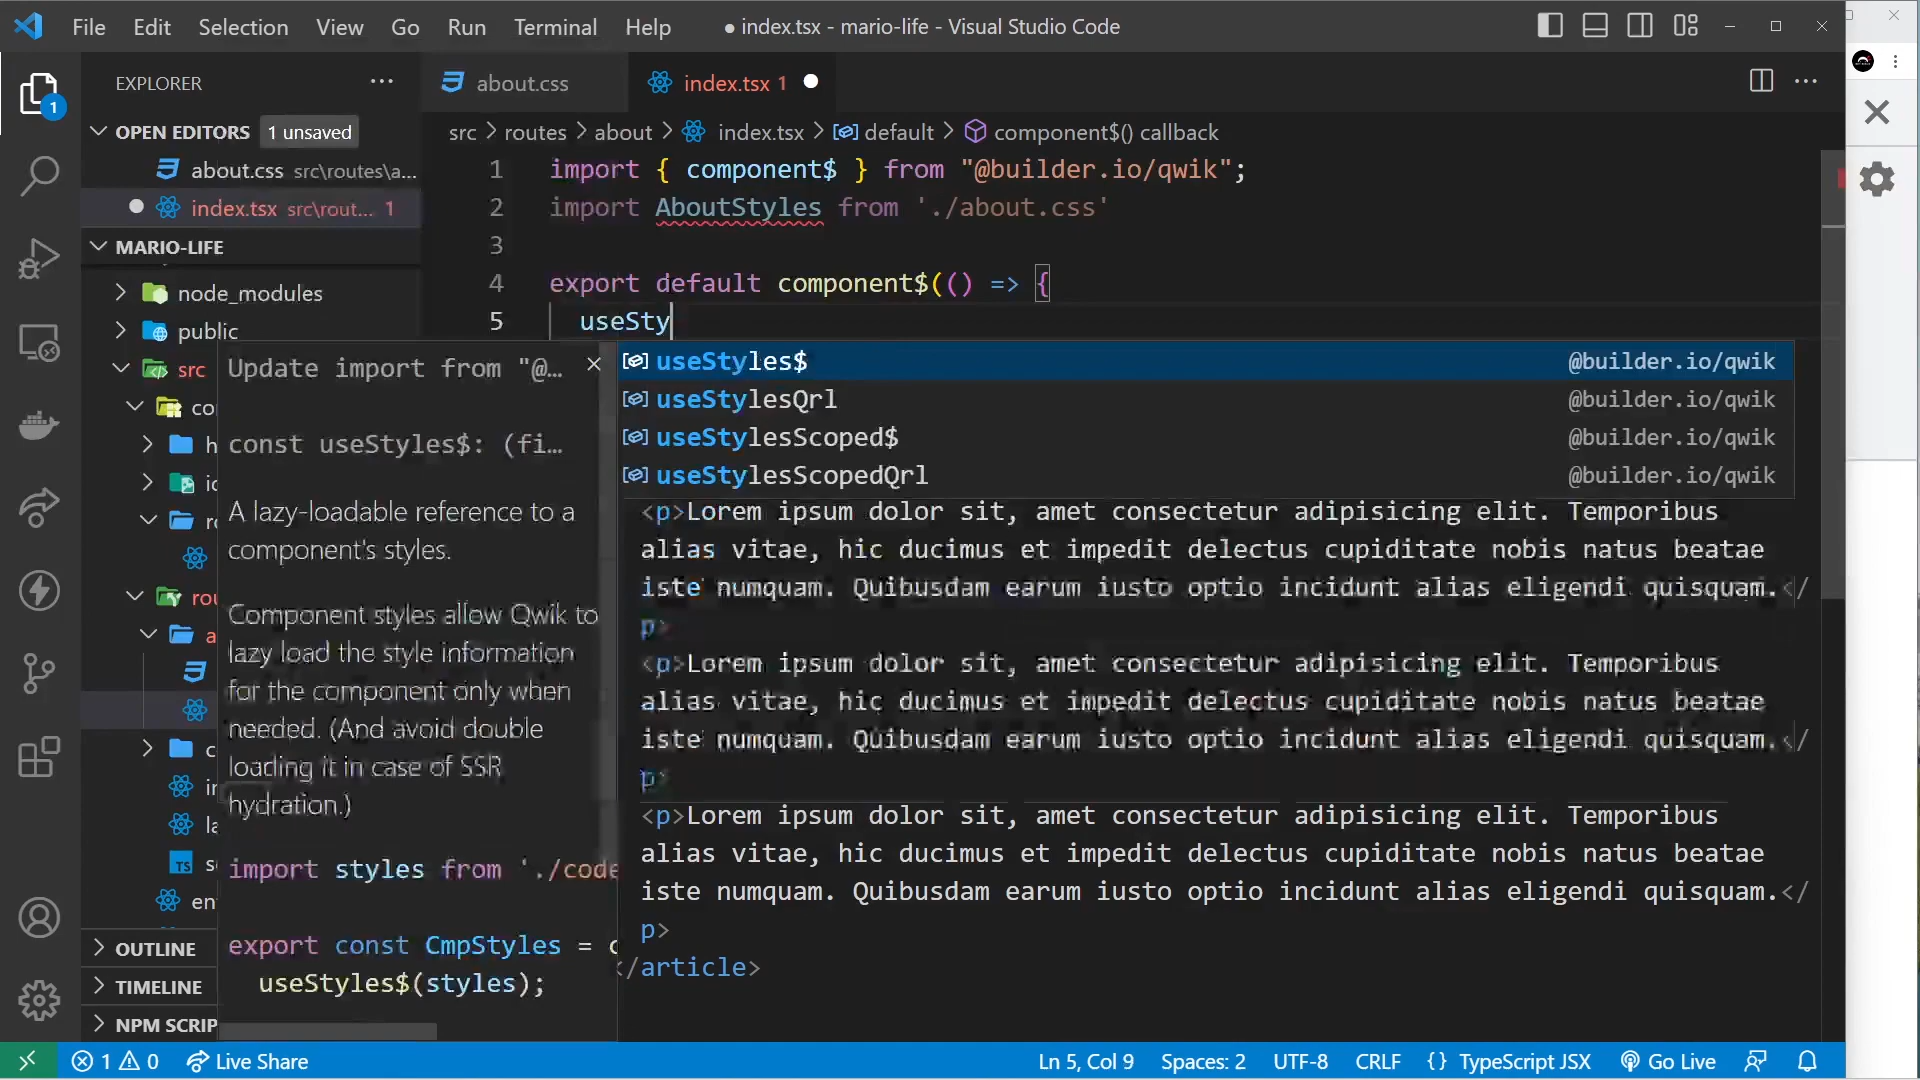 File Edit Selection View Go Run Terminal Help ● index.tsx - mario-life - Visual Studio Code
EXPLORER ...
1
OPEN EDITORS 1 unsaved
about.css src\routes\a...
index.tsx src\rout... 1
MARIO-LIFE
node_modules
public
src
co
h
ic
ro
rou
a
c
in
la
TS
s
en
OUTLINE
TIMELINE
NPM SCRIP
about.css index.tsx 1
src > routes > about > index.tsx > default > component$() callback
1 import { component$ } from "@builder.io/qwik";
2 import AboutStyles from './about.css'
3
4 export default component$(() => {
5 useSty
useStyles$ @builder.io/qwik
useStylesQrl @builder.io/qwik
useStylesScoped$ @builder.io/qwik
useStylesScopedQrl @builder.io/qwik
Update import from "@...
const useStyles$: (fi...
A lazy-loadable reference to a
component's styles.
Component styles allow Qwik to
lazy load the style information
for the component only when
needed. (And avoid double
loading it in case of SSR
hydration.)
import styles from './code
export const CmpStyles = c
useStyles$(styles);
<p>Lorem ipsum dolor sit, amet consectetur adipisicing elit. Temporibus
alias vitae, hic ducimus et impedit delectus cupiditate nobis natus beatae
iste numquam. Quibusdam earum iusto optio incidunt alias eligendi quisquam.</
p>
<p>Lorem ipsum dolor sit, amet consectetur adipisicing elit. Temporibus
alias vitae, hic ducimus et impedit delectus cupiditate nobis natus beatae
iste numquam. Quibusdam earum iusto optio incidunt alias eligendi quisquam.</
p>
<p>Lorem ipsum dolor sit, amet consectetur adipisicing elit. Temporibus
alias vitae, hic ducimus et impedit delectus cupiditate nobis natus beatae
iste numquam. Quibusdam earum iusto optio incidunt alias eligendi quisquam.</
p>
</article>
1 0 Live Share Ln 5, Col 9 Spaces: 2 UTF-8 CRLF {} TypeScript JSX Go Live